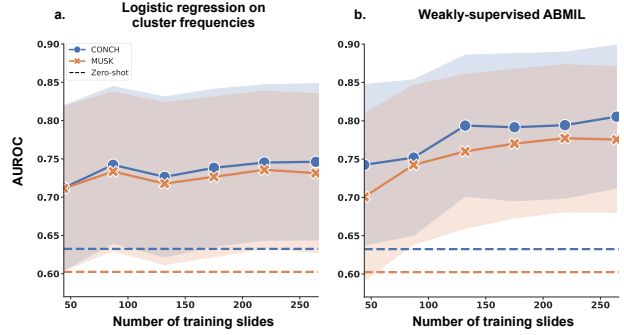 a.
Logistic regression on
cluster frequencies
b.
Weakly-supervised ABMIL
CONCH
MUSK
Zero-shot
AUROC
0.90
0.85
0.80
0.75
0.70
0.65
0.60
50
100
150
200
250
Number of training slides
0.90
0.85
0.80
0.75
0.70
0.65
0.60
50
100
150
200
250
Number of training slides